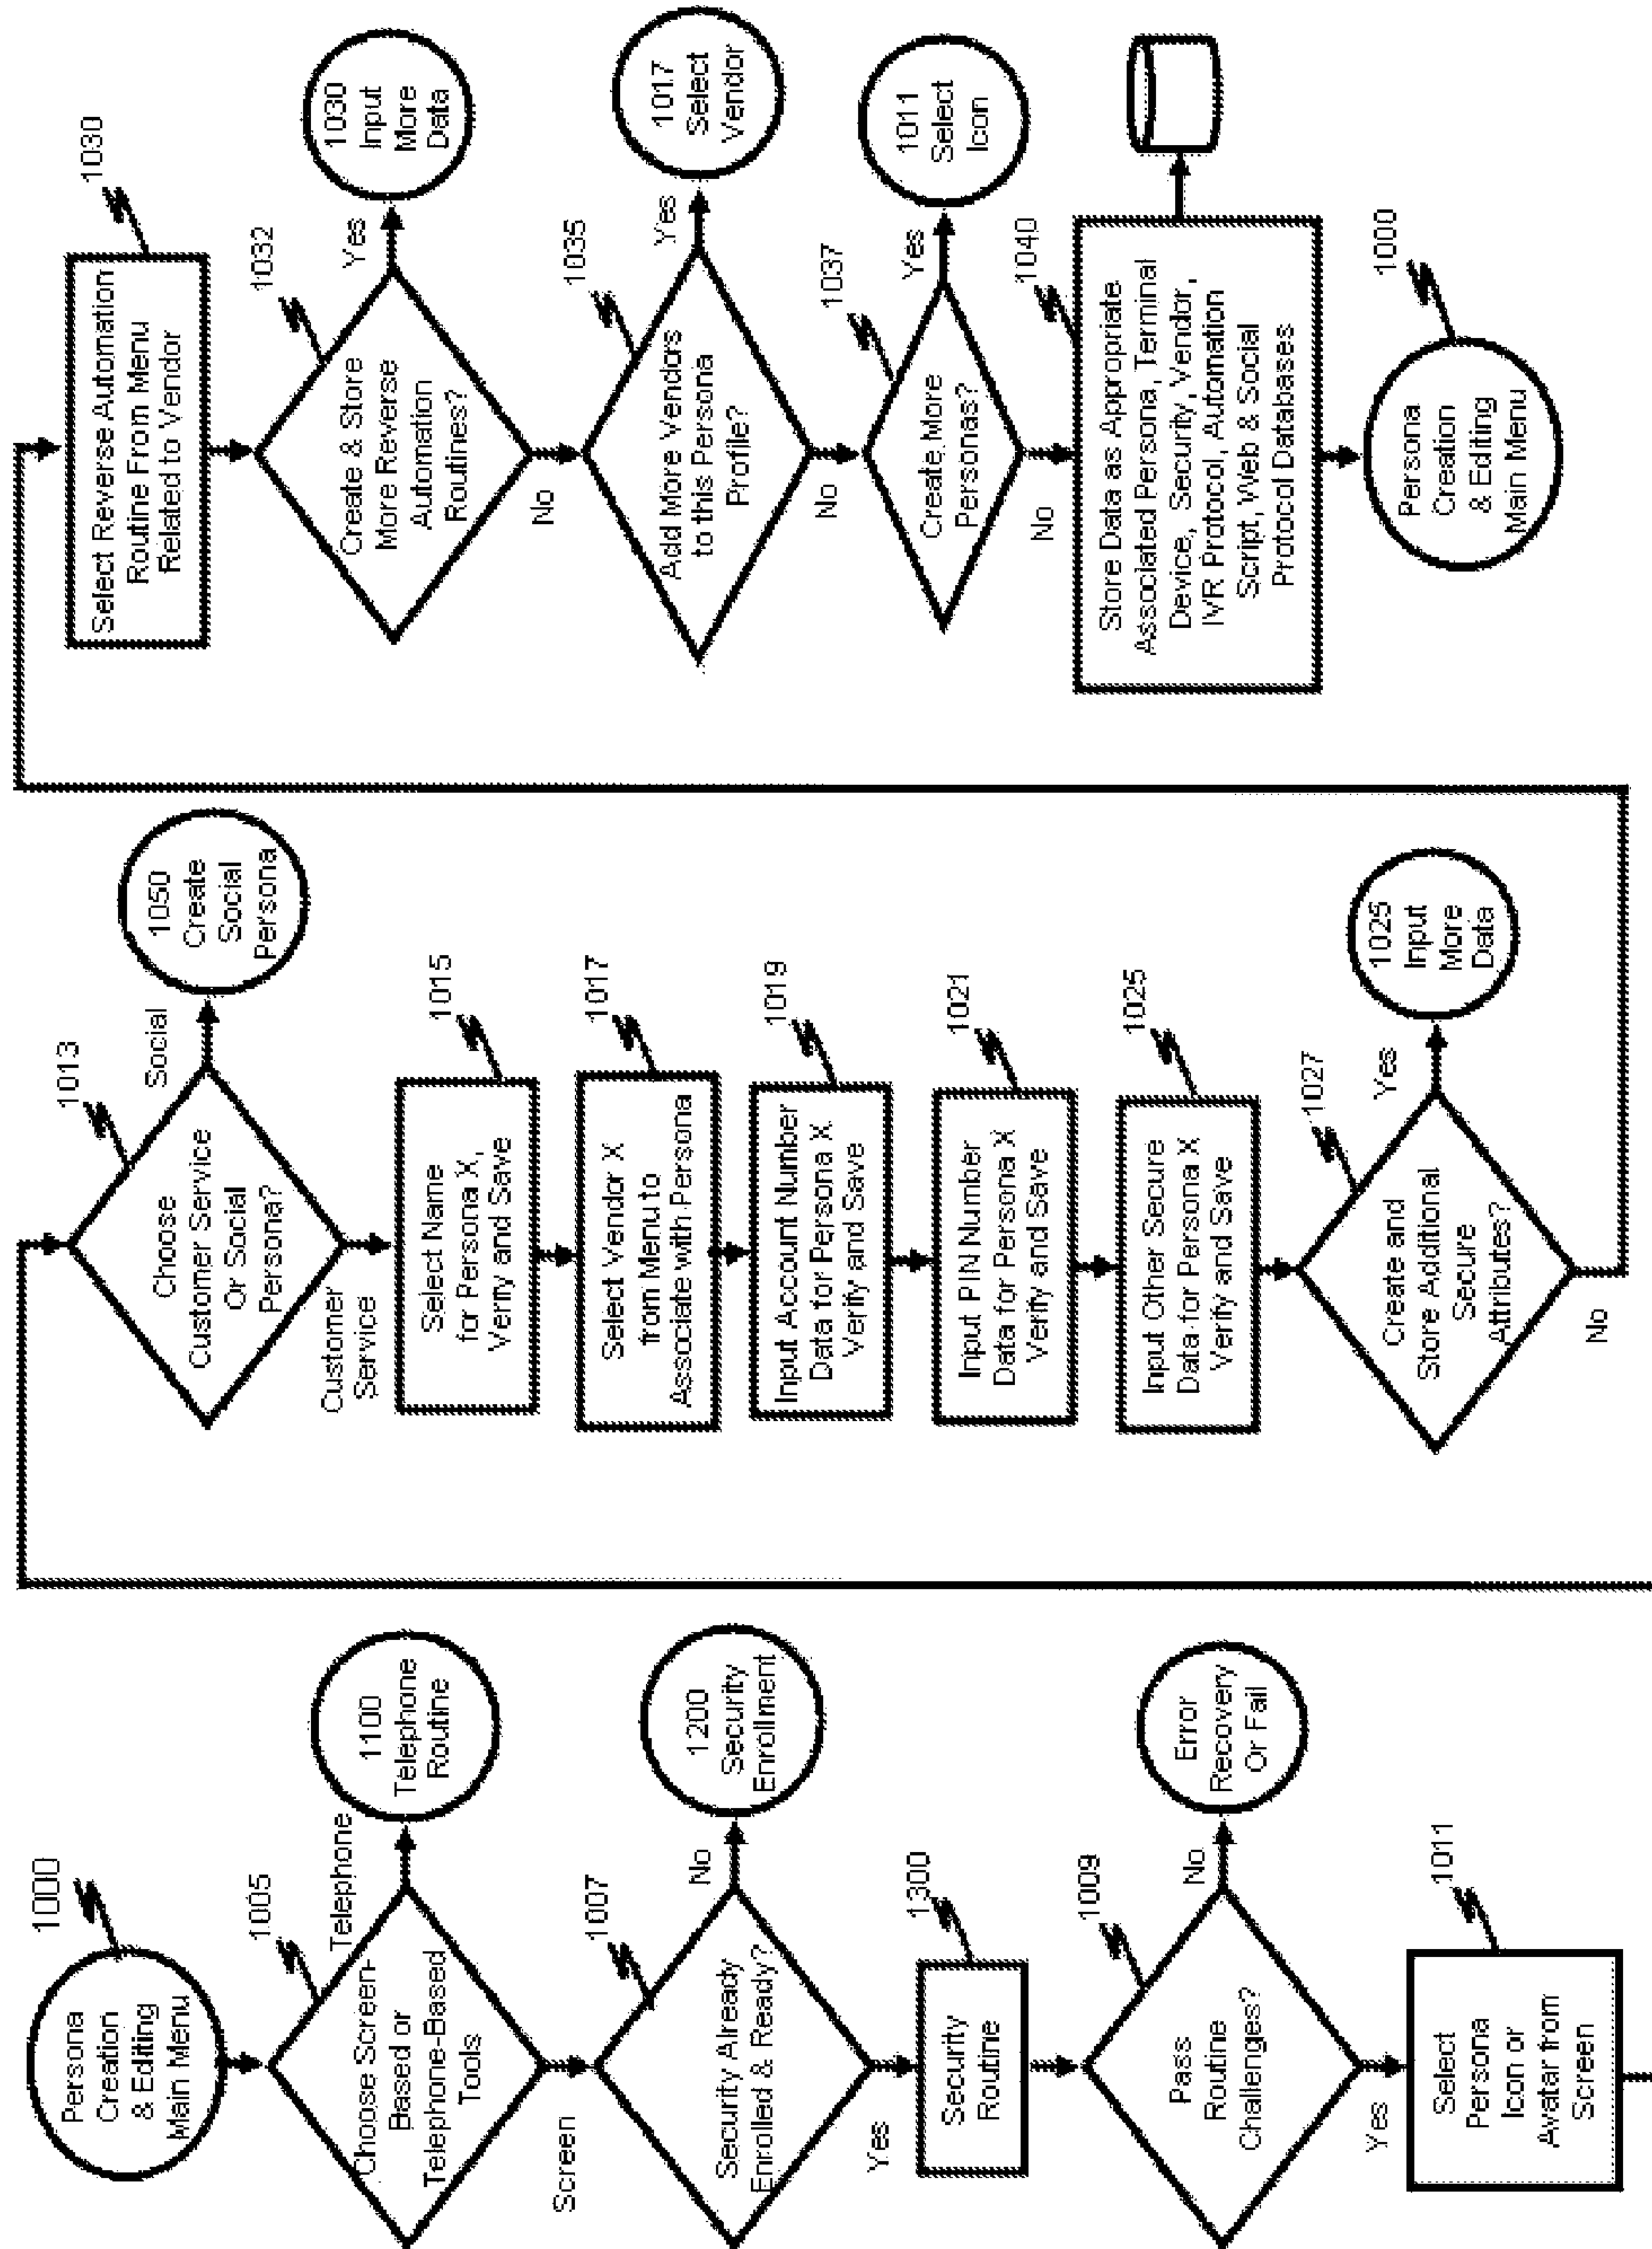 1000
Persona
Creation
& Editing
Main Menu
1005
Choose Screen-
Based or
Telephone-Based
Tools
Telephone
1100
Telephone
Routine
Screen
1007
Security Already
Enrolled & Ready?
No
1200
Security
Enrollment
Yes
1300
Security
Routine
1009
Pass
Routine
Challenges?
No
Error
Recovery
Or Fail
Yes
1011
Select
Persona
Icon or
Avatar from
Screen
1013
Choose
Customer Service
Or Social
Persona?
Social
1050
Create
Social
Persona
Customer
Service
1015
Select Name
for Persona X,
Verify and Save
1017
Select Vendor X
from Menu to
Associate with Persona
1019
Input Account Number
Data for Persona X.
Verify and Save
1021
Input PIN Number
Data for Persona X
Verify and Save
1025
Input Other Secure
Data for Persona X
Verify and Save
1027
Create and
Store Additional
Secure
Attributes?
Yes
1025
Input
More
Data
No
1030
Select Reverse Automation
Routine From Menu
Related to Vendor
1032
Create & Store
More Reverse
Automation
Routines?
Yes
1030
Input
More
Data
No
1035
Add More Vendors
to this Persona
Profile?
Yes
1017
Select
Vendor
No
1037
Create More
Personas?
Yes
1011
Select
Icon
No
1040
Store Data as Appropriate
Associated Persona, Terminal
Device, Security, Vendor,
IVR Protocol, Automation
Script, Web & Social
Protocol Databases
1000
Persona
Creation
& Editing
Main Menu